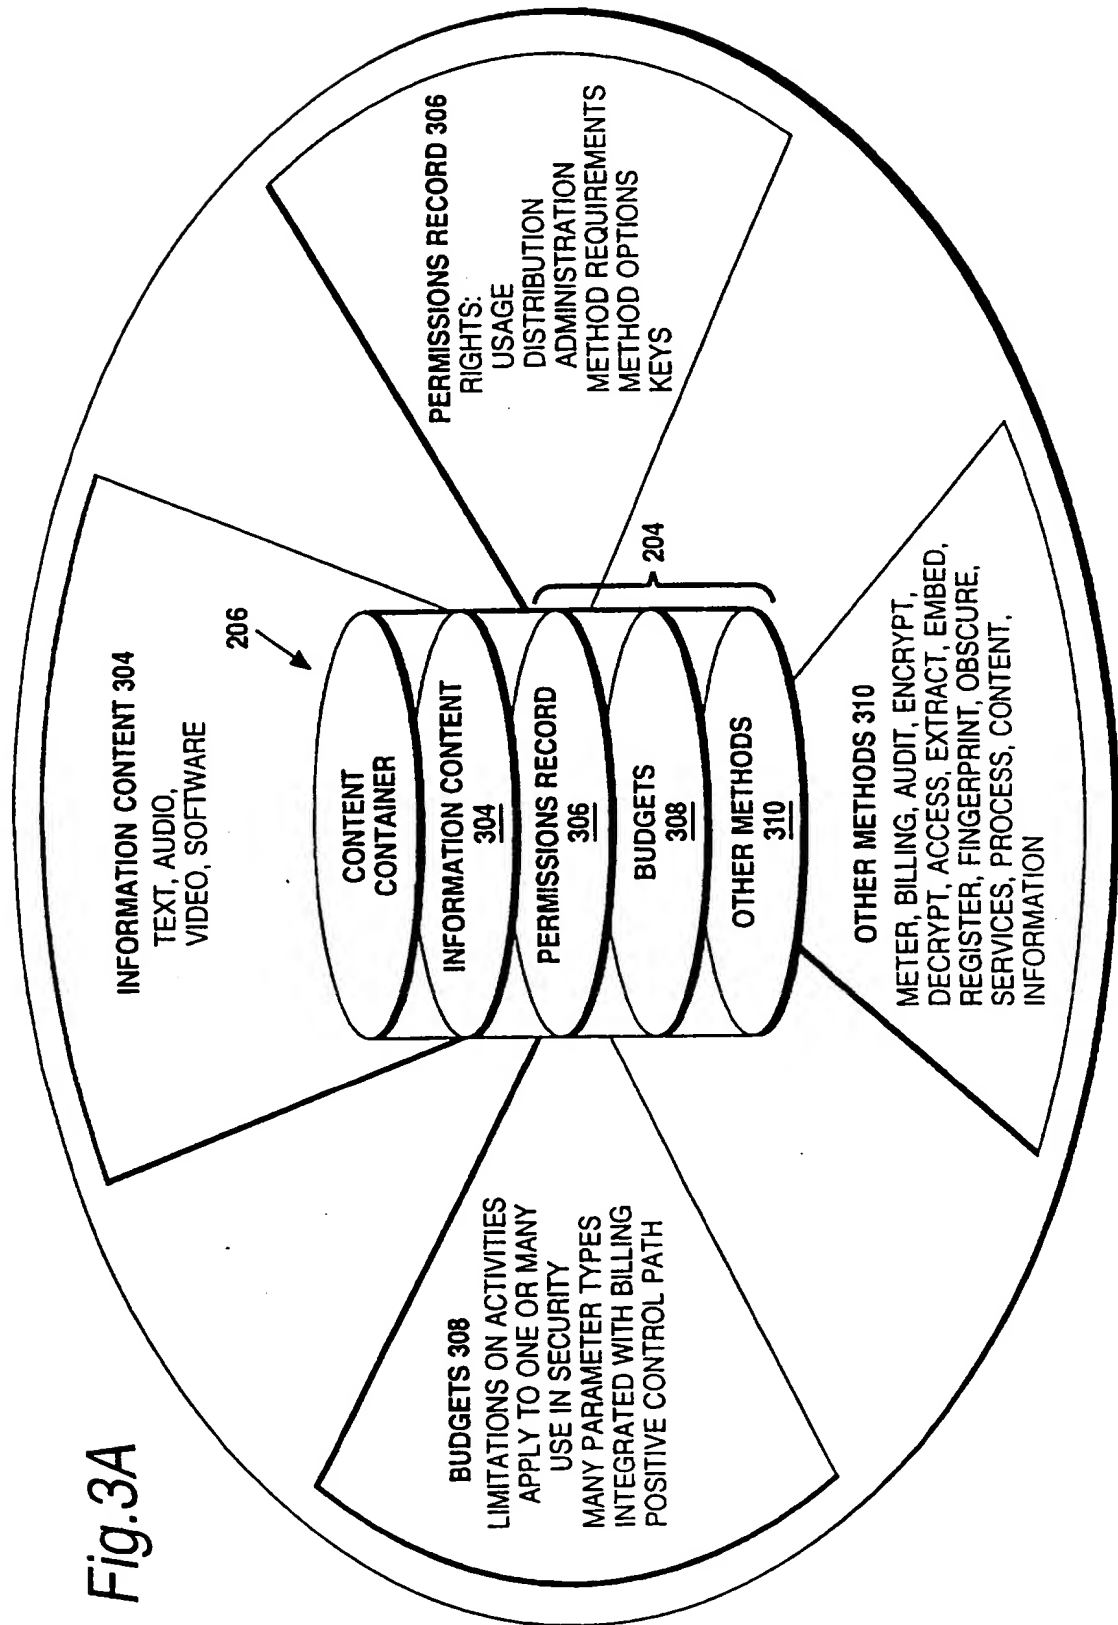 Fig.3A
INFORMATION CONTENT 304
TEXT, AUDIO,
VIDEO, SOFTWARE
BUDGETS 308
LIMITATIONS ON ACTIVITIES
APPLY TO ONE OR MANY
USE IN SECURITY
MANY PARAMETER TYPES
INTEGRATED WITH BILLING
POSITIVE CONTROL PATH
206
CONTENT
CONTAINER
INFORMATION CONTENT
304
PERMISSIONS RECORD
306
BUDGETS
308
OTHER METHODS
310
204
PERMISSIONS RECORD 306
RIGHTS:
USAGE
DISTRIBUTION
ADMINISTRATION
METHOD REQUIREMENTS
METHOD OPTIONS
KEYS
OTHER METHODS 310
METER, BILLING, AUDIT, ENCRYPT,
DECRYPT, ACCESS, EXTRACT, EMBED,
REGISTER, FINGERPRINT, OBSCURE,
SERVICES, PROCESS, CONTENT,
INFORMATION